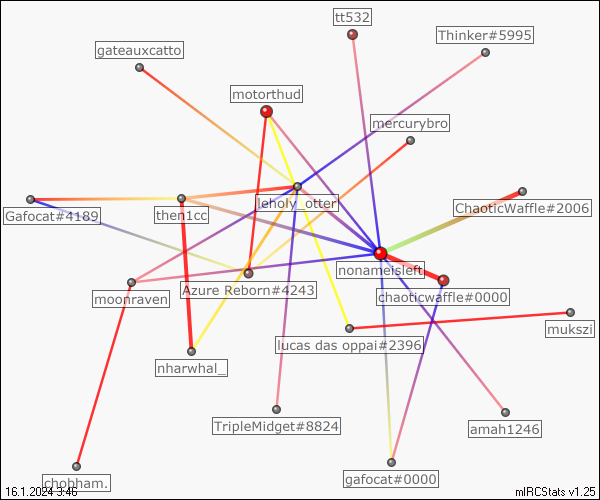 tt532
Thinker#5995
gateauxcatto
motorthud
mercurybro
leholy_otter
ChaoticWaffle#2006
Gafocat#4189
then1cc
nonameisleft
Azure Reborn#4243
chaoticwaffle#0000
moonraven
mukszi
lucas das oppai#2396
nharwhal_
TripleMidget#8824
amah1246
gafocat#0000
chobham.
16.1.2024 3:46
mIRCStats v1.25